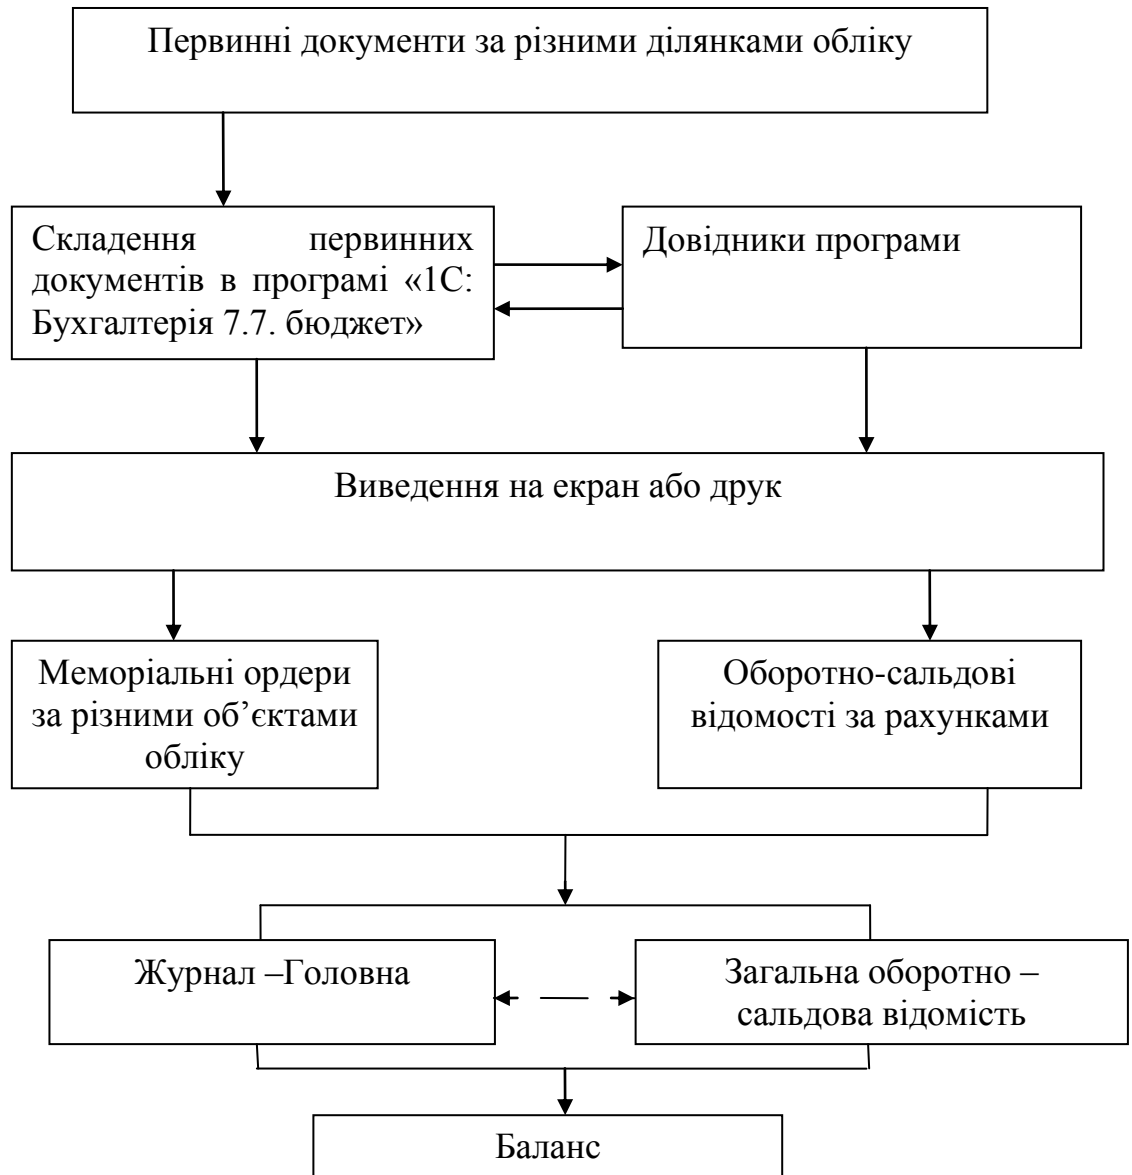 Первинні документи за різними ділянками обліку
Складення первинних
документів в програмі «1С:
Бухгалтерія 7.7. бюджет»
Довідники програми
Виведення на екран або друк
Меморіальні ордери
за різними об’єктами
обліку
Оборотно-сальдові
відомості за рахунками
Журнал –Головна
Загальна оборотно –
сальдова відомість
Баланс